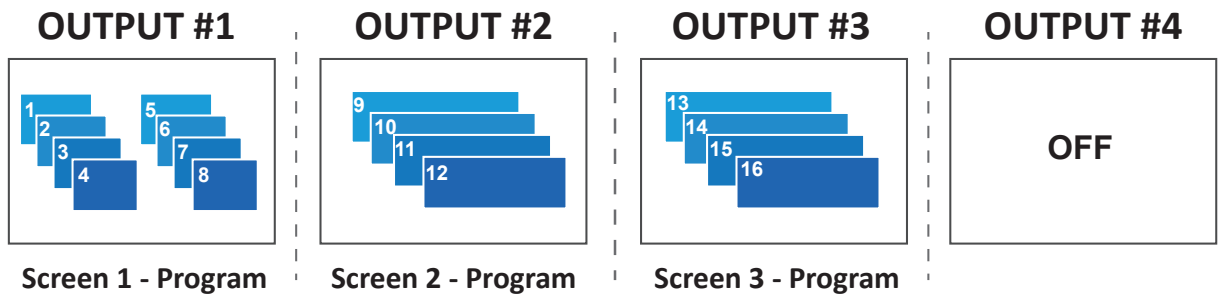 OUTPUT #1
OUTPUT #2
OUTPUT #3
OUTPUT #4
1
2
3
4
5
6
7
8
9
10
11
12
13
14
15
16
OFF
Screen 1 - Program
Screen 2 - Program
Screen 3 - Program